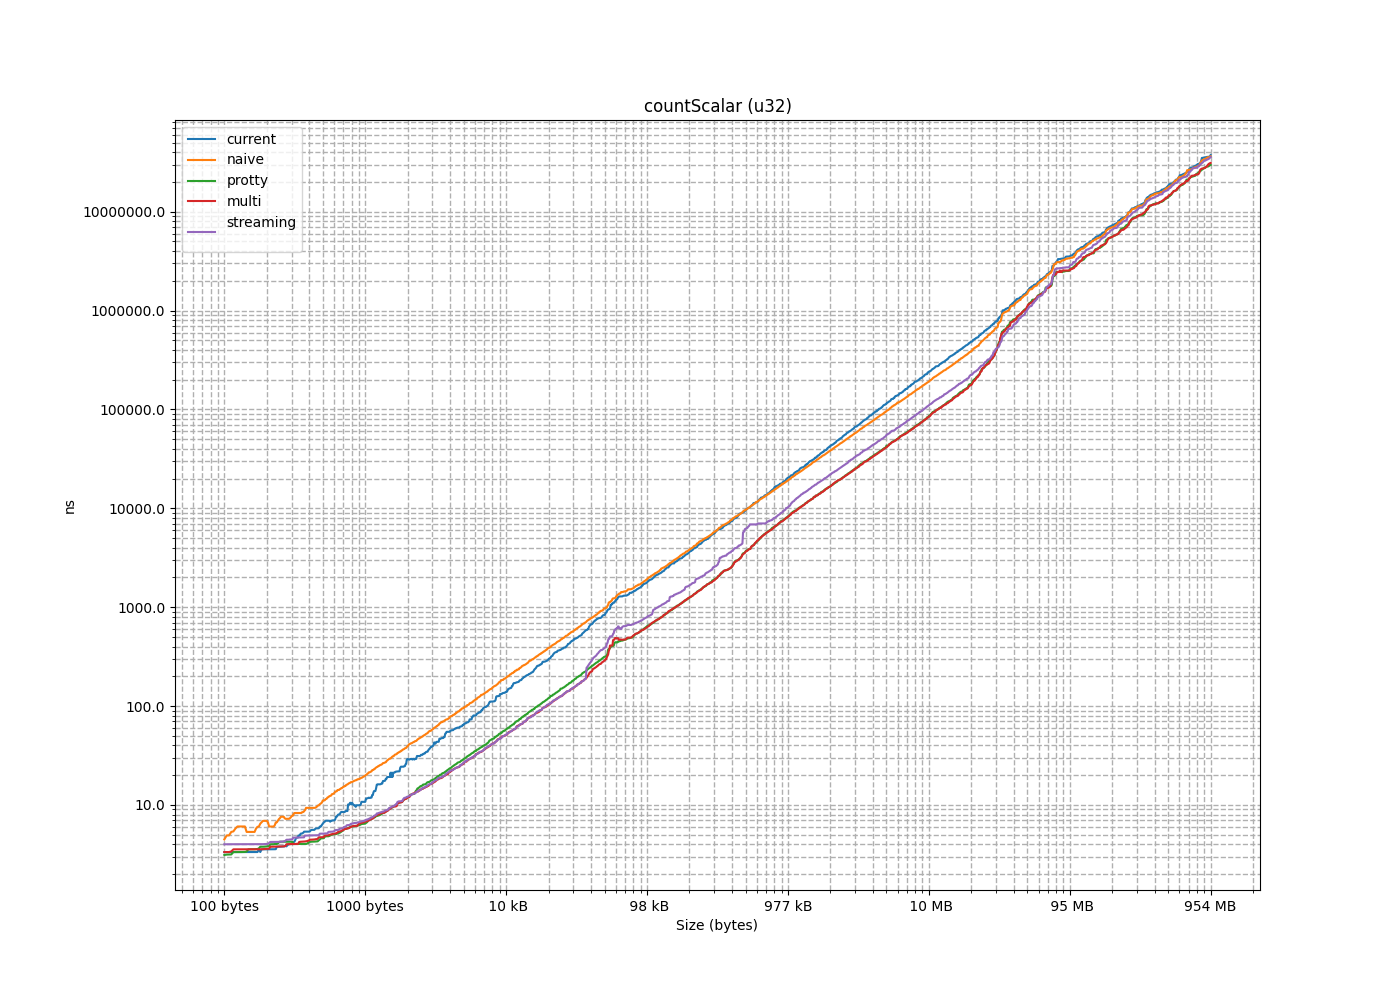 countScalar (u32)
current
naive
protty
multi
streaming
10000000.0
1000000.0
100000.0
10000.0
1000.0
100.0
10.0
ns
100 bytes 1000 bytes 10 kB 98 kB 977 kB 10 MB 95 MB 954 MB
Size (bytes)